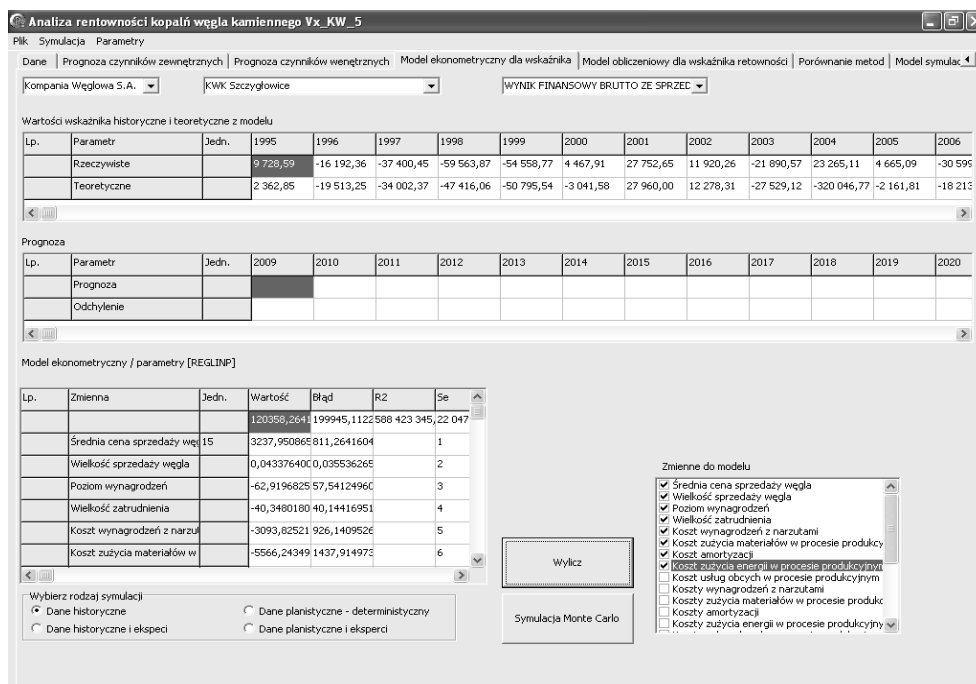 Analiza rentowności kopalń węgla kamiennego Vx_KW_5
Plik Symulacja Parametry
Dane Prognoza czynników zewnętrznych Prognoza czynników wenętrznych Model ekonometryczny dla wskaźnika Model obliczeniowy dla wskaźnika retowności Porównanie metod Model symulac
Kompania Węglowa S.A. KWK Szczygłowice WYNIK FINANSOWY BRUTTO ZE SPRZED
Wartości wskaźnika historyczne i teoretyczne z modelu
Lp. Parametr Jedn. 1995 1996 1997 1998 1999 2000 2001 2002 2003 2004 2005 2006
Rzeczywiste 9 728,59 -16 192,36 -37 400,45 -59 563,87 -54 558,77 4 467,91 27 752,65 11 920,26 -21 890,57 23 265,11 4 665,09 -30 599
Teoretyczne 2 362,85 -19 513,25 -34 002,37 -47 416,06 -50 795,54 -3 041,58 27 960,00 12 278,31 -27 529,12 -320 046,77 -2 161,81 -18 213
Prognoza
Lp. Parametr Jedn. 2009 2010 2011 2012 2013 2014 2015 2016 2017 2018 2019 2020
Prognoza
Odchylenie
Model ekonometryczny / parametry [REGLINP]
Lp. Zmienna Jedn. Wartość Błąd R2 Se
120358,2641 199945,1122 588 423 345, 22 047
Średnia cena sprzedaży węg 15 3237,950865 811,2641604 1
Wielkość sprzedaży węgla 0,043376400 0,035536265 2
Poziom wynagrodzeń -62,9196825 57,54124960 3
Wielkość zatrudnienia -40,3480180 40,14416951 4
Koszt wynagrodzeń z narzu -3093,82521 926,1409526 5
Koszt zużycia materiałów w -5566,24349 1437,914973 6
Wybierz rodzaj symulacji
Dane historyczne Dane planistyczne - deterministyczny
Dane historyczne i ekspeci Dane planistyczne i eksperci
Wylicz
Symulacja Monte Carlo
Zmienne do modelu
Średnia cena sprzedaży węgla
Wielkość sprzedaży węgla
Poziom wynagrodzeń
Wielkość zatrudnienia
Koszt wynagrodzeń z narzutami
Koszt zużycia materiałów w procesie produkcy
Koszt amortyzacji
Koszt zużycia energii w procesie produkcyjnym
Koszt usług obcych w procesie produkcyjnym
Koszty wynagrodzeń z narzutami
Koszty zużycia materiałów w procesie produkc
Koszty amortyzacji
Koszty zużycia energii w procesie produkcyjny